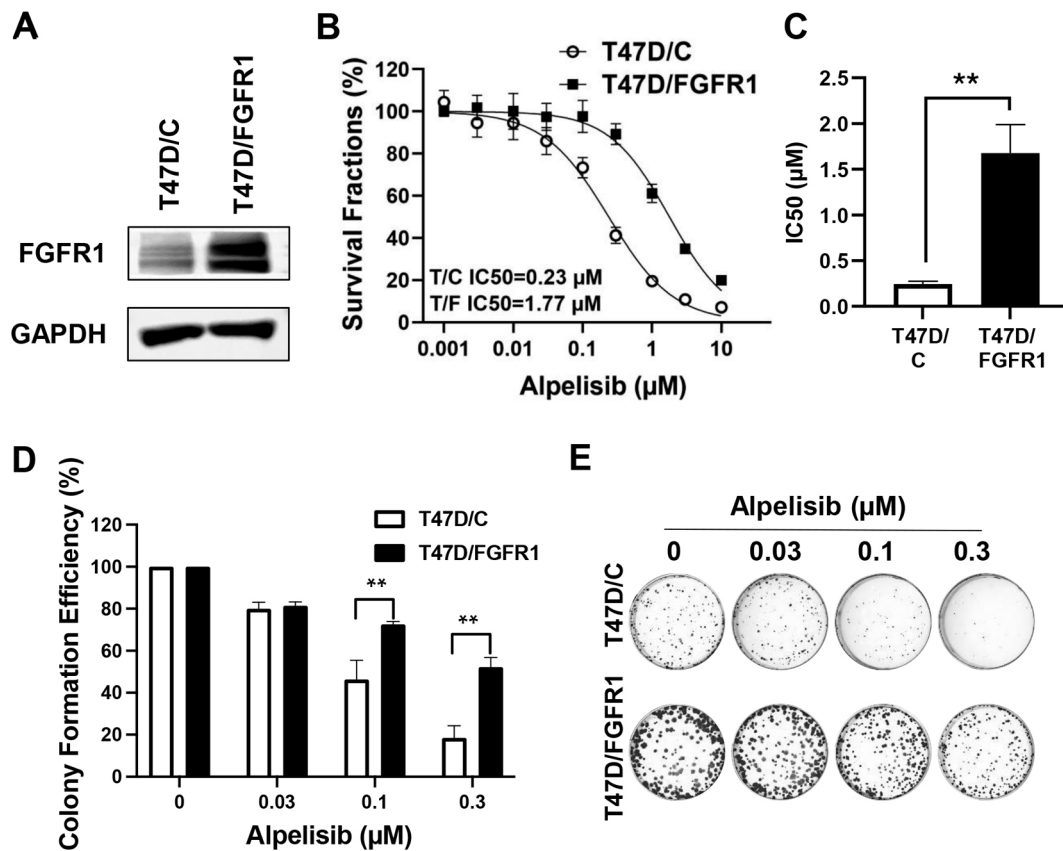 A
T47D/C
T47D/FGFR1
FGFR1
GAPDH
B
T47D/C
T47D/FGFR1
Survival Fractions (%)
120
100
80
60
40
20
0
T/C IC50=0.23 µM
T/F IC50=1.77 µM
0.001
0.01
0.1
1
10
Alpelisib (µM)
C
**
IC50 (µM)
2.5
2.0
1.5
1.0
0.5
0.0
T47D/
C
T47D/
FGFR1
D
Colony Formation Efficiency (%)
120
100
80
60
40
20
0
T47D/C
T47D/FGFR1
**
**
0
0.03
0.1
0.3
Alpelisib (µM)
E
Alpelisib (µM)
0
0.03
0.1
0.3
T47D/C
T47D/FGFR1